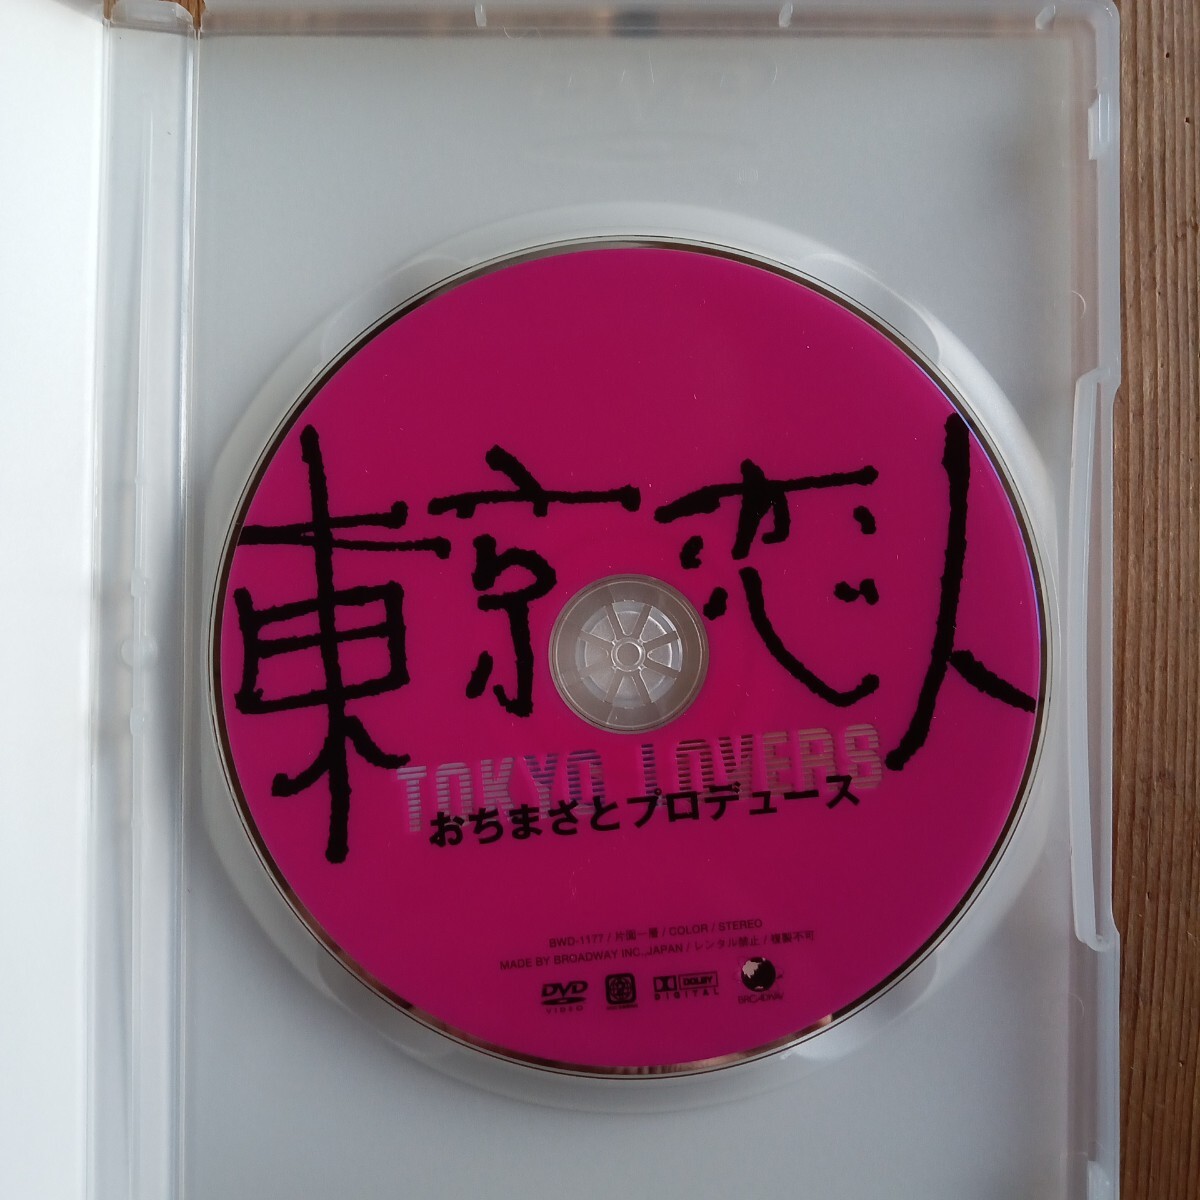 東京恋人
TOKYO LOVERS
おちまさとプロデュース
BWD-1177 / 片面一層 / COLOR / STEREO
MADE BY BROADWAY INC.,JAPAN / レンタル禁止 / 複製不可
DVD
VIDEO
DOLBY
DIGITAL
BROADWAY